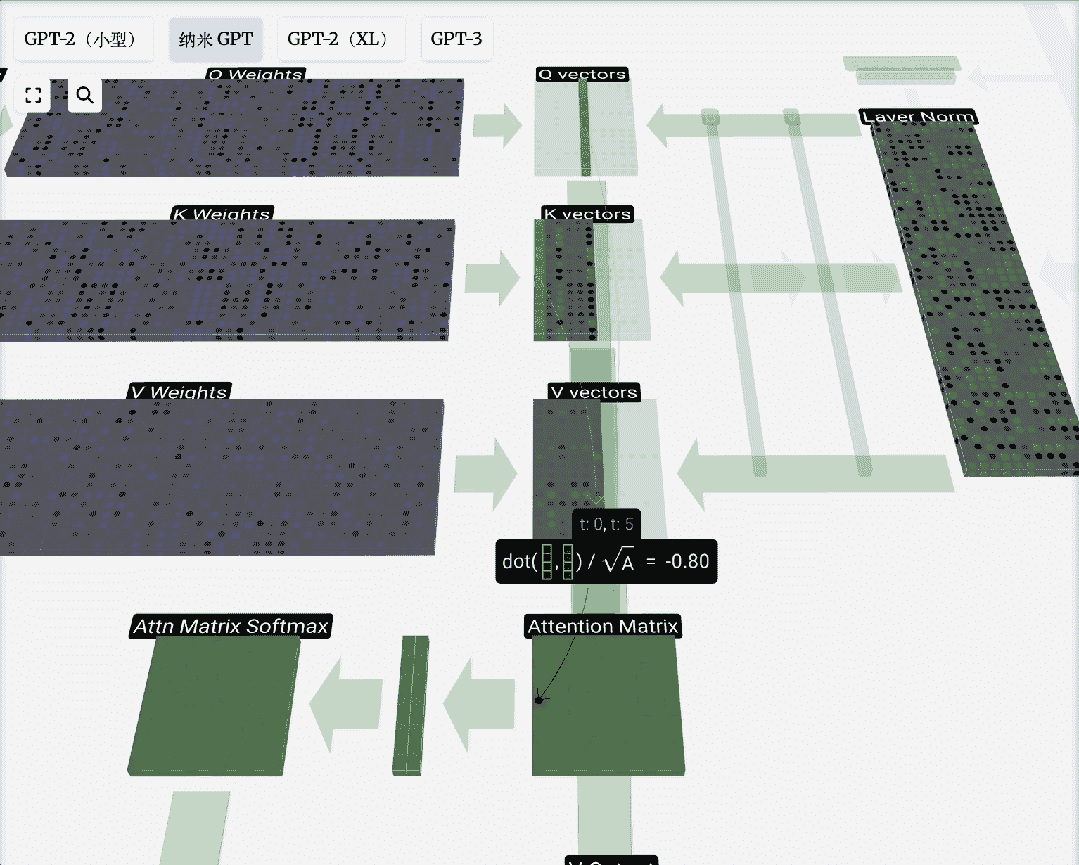 GPT-2（小型）
纳米 GPT
GPT-2（XL）
GPT-3
Q Weights
Q vectors
Layer Norm
K Weights
K vectors
V Weights
V vectors
t: 0, t: 5
dot( , ) / √A = -0.80
Attn Matrix Softmax
Attention Matrix